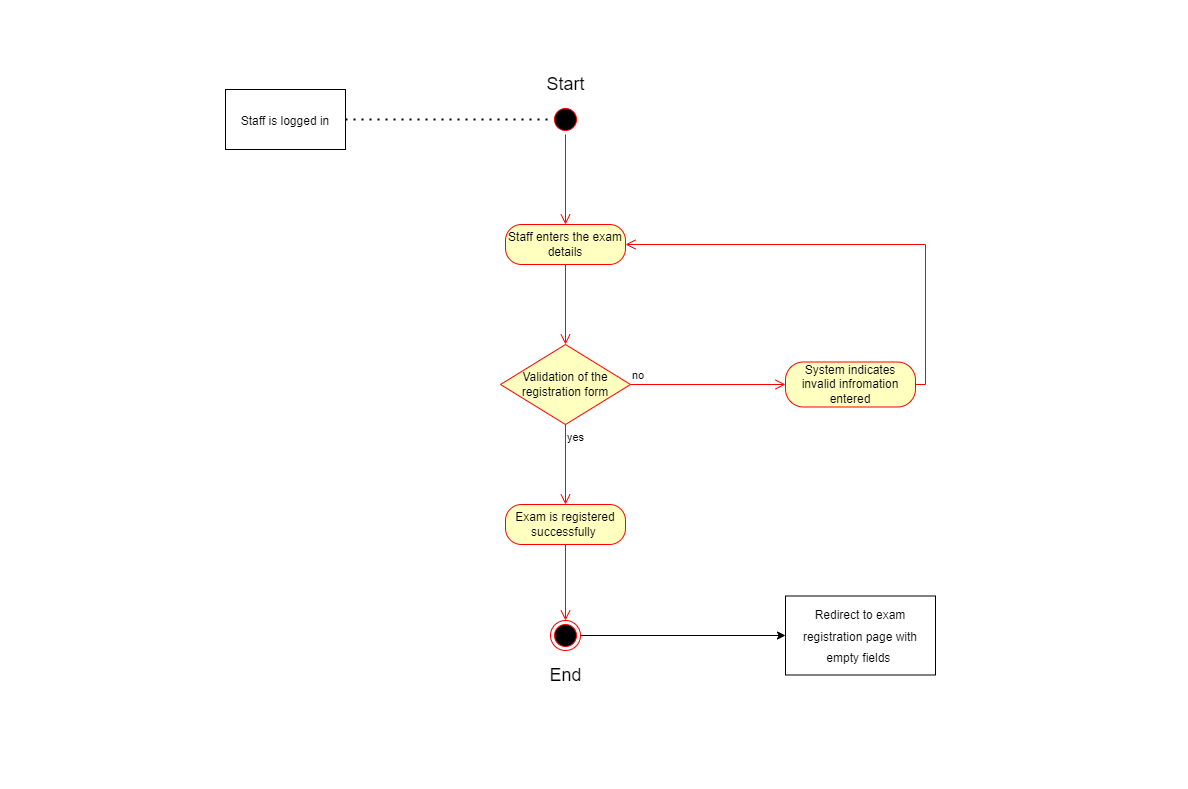 Start
Staff is logged in
Staff enters the exam
details
Validation of the
registration form
no
System indicates
invalid infromation
entered
yes
Exam is registered
successfully
Redirect to exam
registration page with
empty fields
End